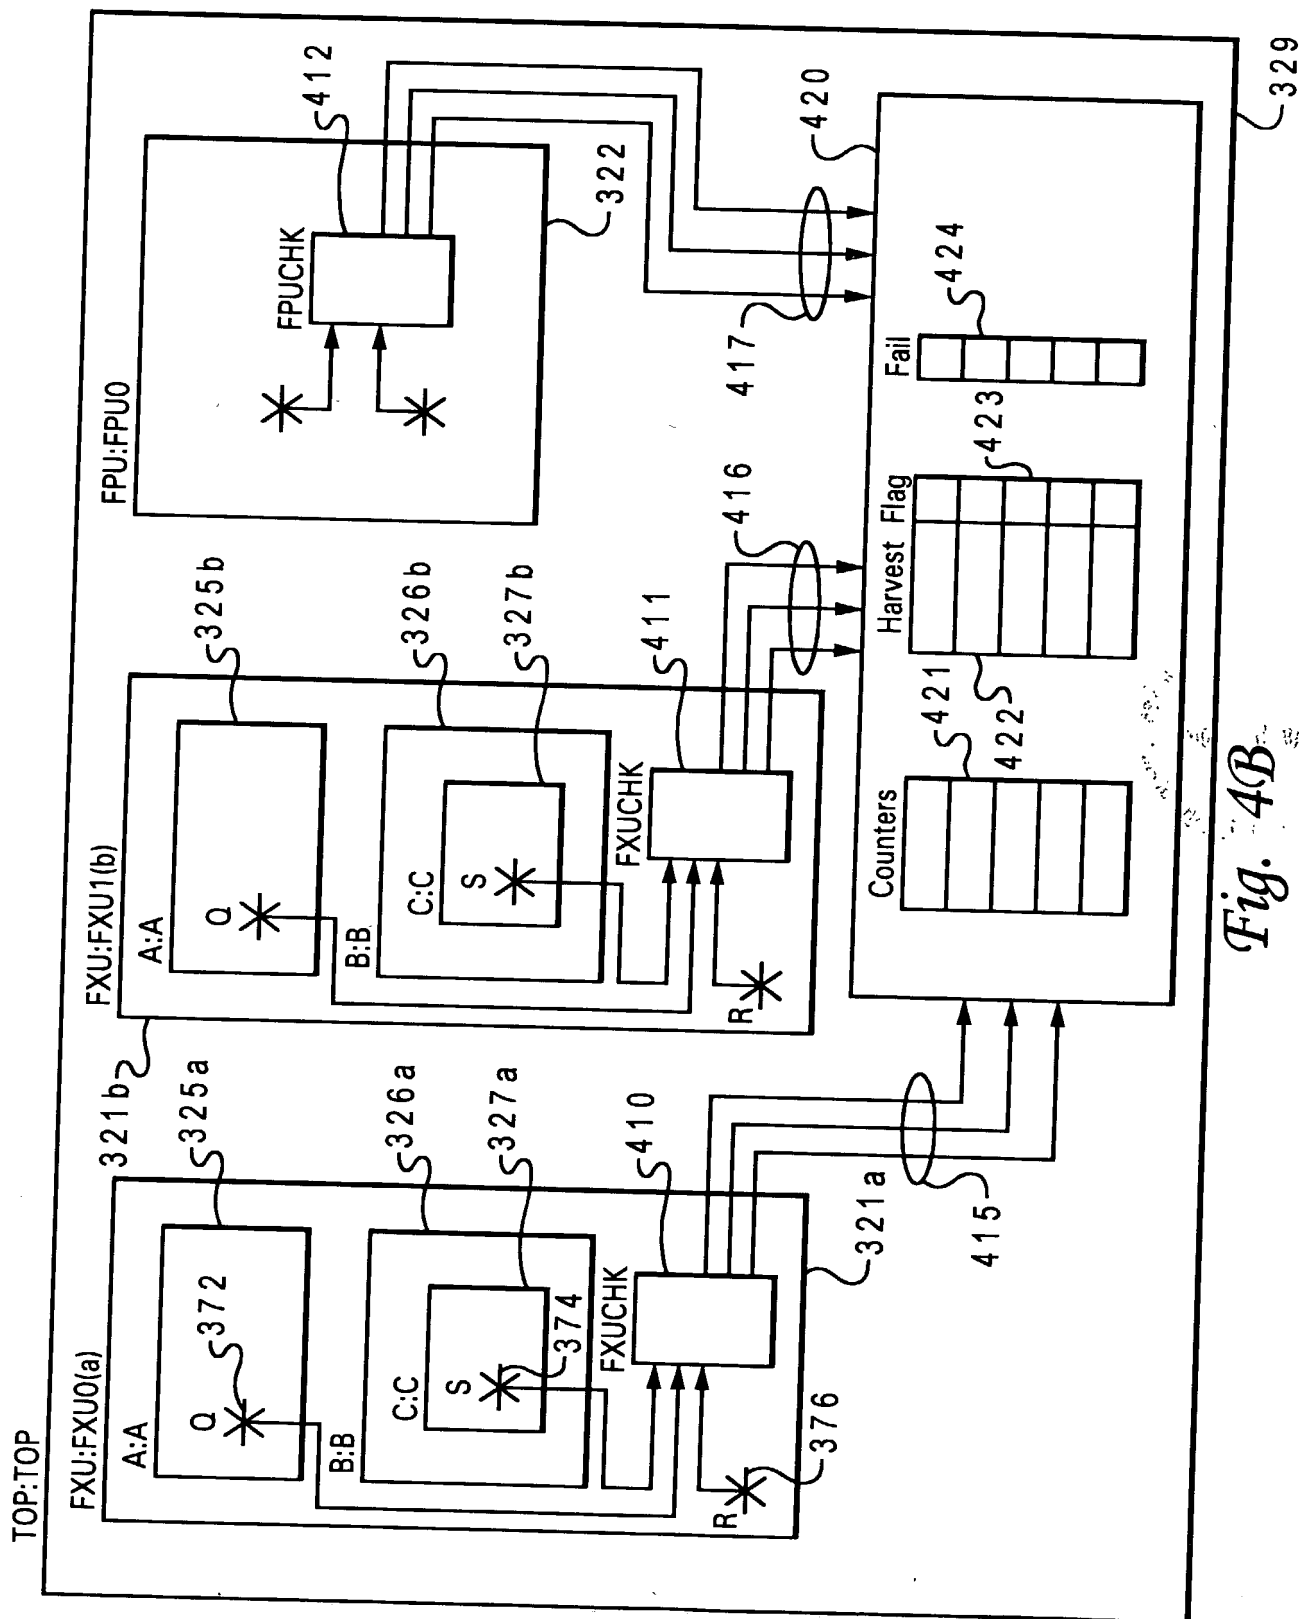 TOP:TOP
FXU:FXU0(a)
A:A
Q
372
325a
B:B
326a
C:C
S
374
327a
FXUCHK
410
R
376
321a
415
321b
FXU:FXU1(b)
A:A
Q
325b
B:B
326b
C:C
S
327b
FXUCHK
411
R
416
FPU:FPU0
FPUCHK
412
322
417
420
Counters
421
422
Harvest Flag
423
Fail
424
329
Fig. 4B